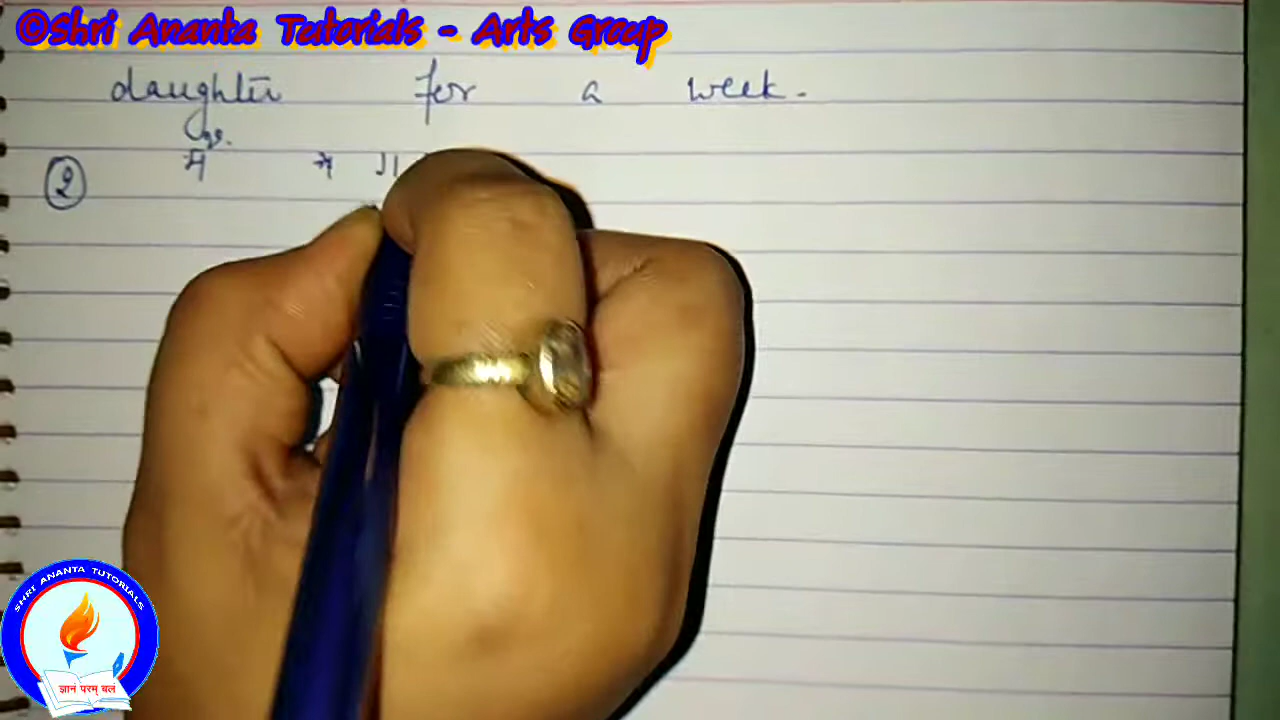 ©Shri Ananta Tutorials - Arts Group
daughter for a week.
② में
SHRI ANANTA TUTORIALS
ज्ञानं परम् बलं